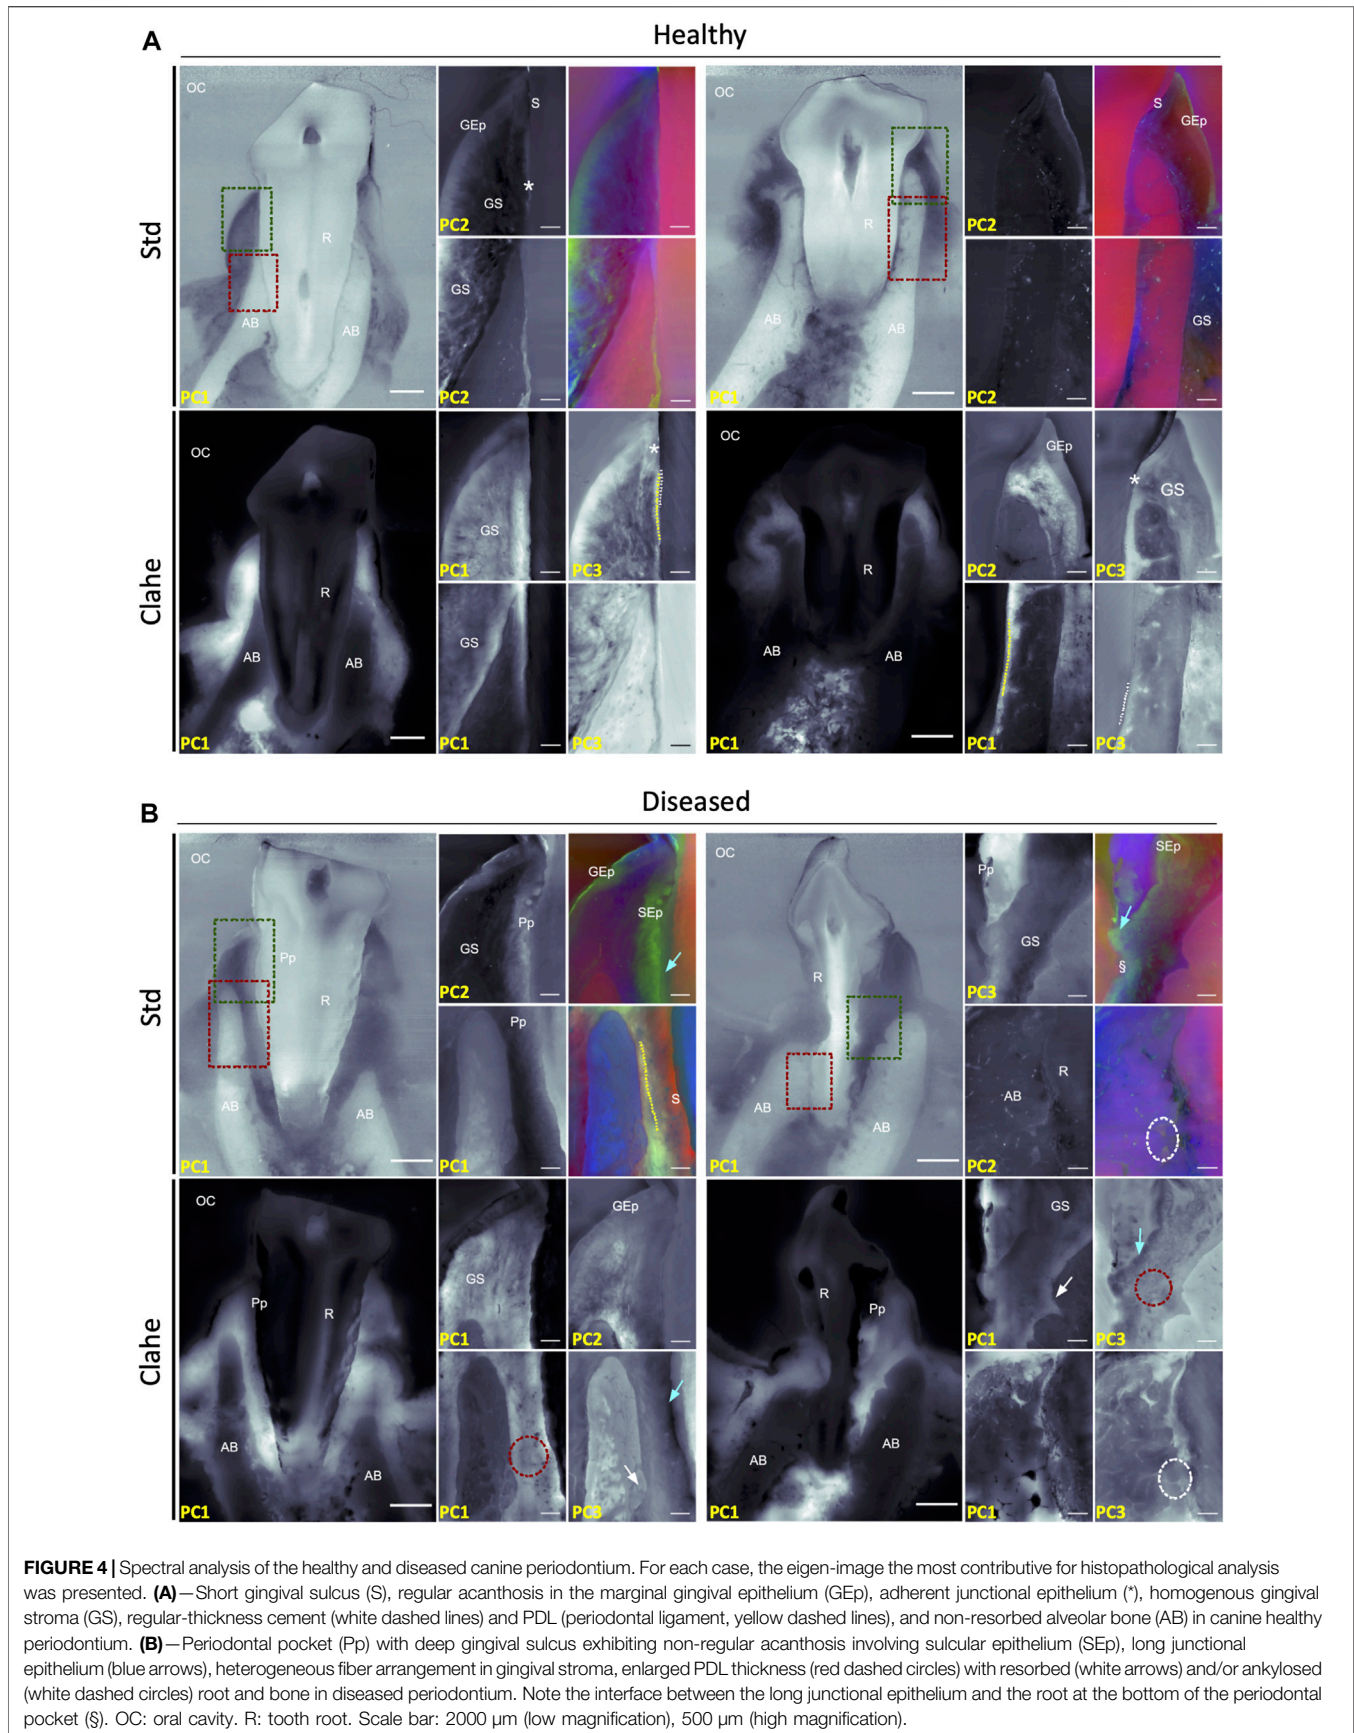 A
Healthy
Std
OC
R
AB
AB
PC1
GEp
S
*
GS
PC2
GS
PC2
OC
R
AB
AB
PC1
PC2
S
GEp
PC2
GS
Clahe
OC
R
AB
AB
PC1
GS
PC1
*
PC3
GS
PC1
PC3
OC
R
AB
AB
PC1
GEp
PC2
*
GS
PC3
PC1
PC3
B
Diseased
Std
OC
Pp
R
AB
AB
PC1
Pp
GS
PC2
GEp
SEp
Pp
PC1
S
OC
R
AB
AB
PC1
Pp
GS
PC3
SEp
§
R
AB
PC2
Clahe
OC
Pp
R
AB
AB
PC1
GS
PC1
GEp
PC2
PC1
PC3
R
Pp
AB
AB
PC1
GS
PC1
PC3
PC1
PC3
FIGURE 4 | Spectral analysis of the healthy and diseased canine periodontium. For each case, the eigen-image the most contributive for histopathological analysis
was presented. (A)—Short gingival sulcus (S), regular acanthosis in the marginal gingival epithelium (GEp), adherent junctional epithelium (*), homogenous gingival
stroma (GS), regular-thickness cement (white dashed lines) and PDL (periodontal ligament, yellow dashed lines), and non-resorbed alveolar bone (AB) in canine healthy
periodontium. (B)—Periodontal pocket (Pp) with deep gingival sulcus exhibiting non-regular acanthosis involving sulcular epithelium (SEp), long junctional
epithelium (blue arrows), heterogeneous fiber arrangement in gingival stroma, enlarged PDL thickness (red dashed circles) with resorbed (white arrows) and/or ankylosed
(white dashed circles) root and bone in diseased periodontium. Note the interface between the long junctional epithelium and the root at the bottom of the periodontal
pocket (§). OC: oral cavity. R: tooth root. Scale bar: 2000 µm (low magnification), 500 µm (high magnification).